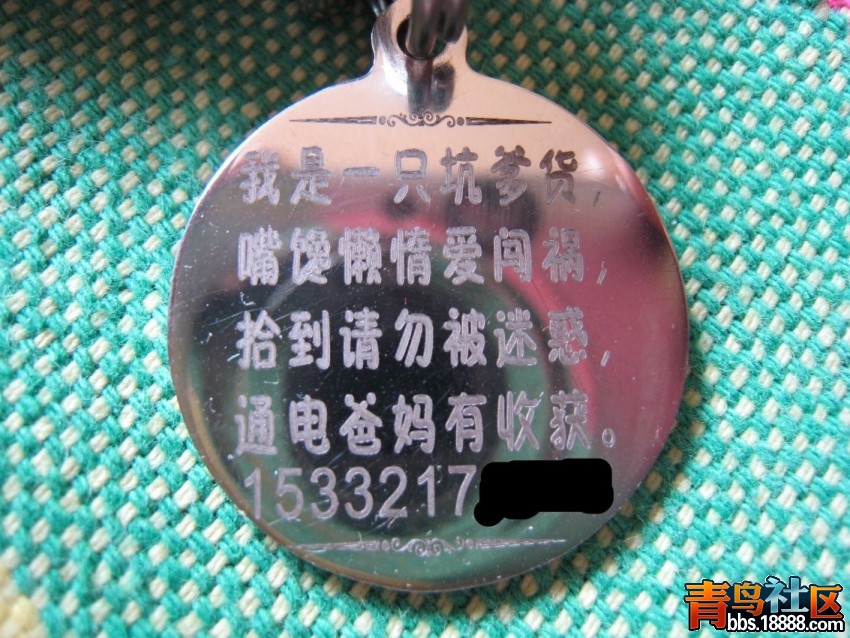 我是一只坑爹货，
嘴馋懒惰爱闯祸，
拾到请勿被迷惑，
通电爸妈有收获。
1533217
青鸟社区
bbs.18888.com